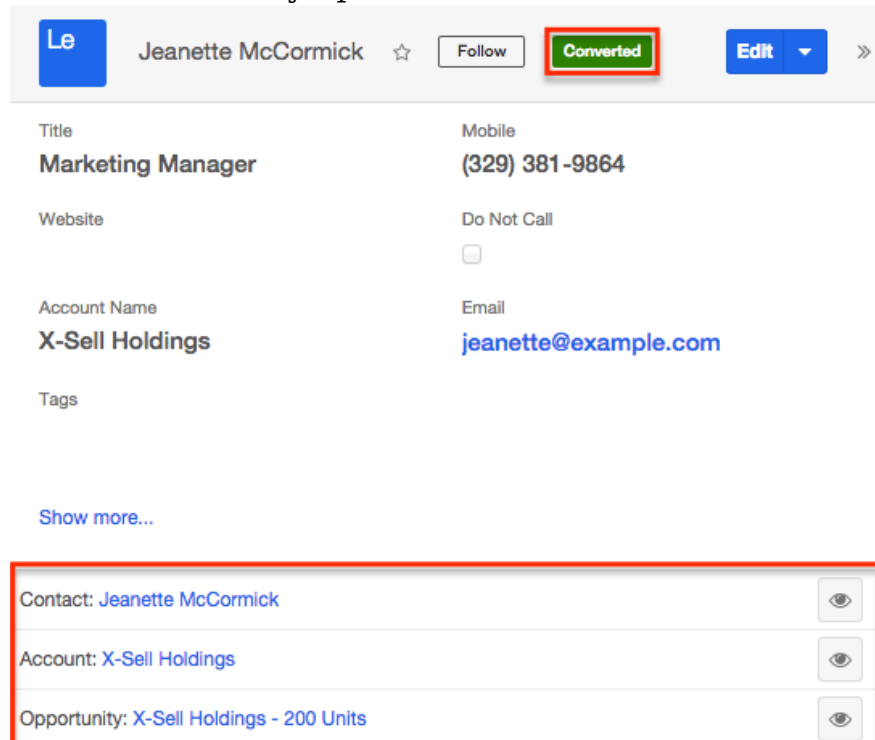 Le Jeanette McCormick Follow Converted Edit
Title Mobile
Marketing Manager (329) 381-9864
Website Do Not Call
Account Name Email
X-Sell Holdings jeanette@example.com
Tags
Show more...
Contact: Jeanette McCormick
Account: X-Sell Holdings
Opportunity: X-Sell Holdings - 200 Units